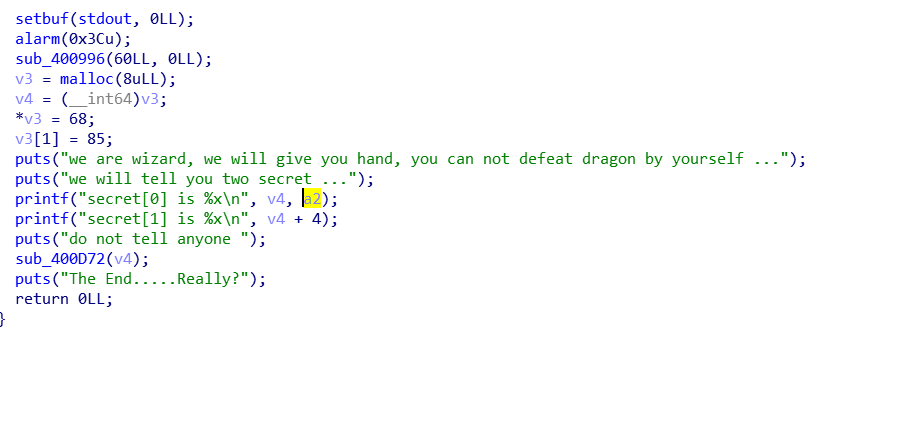 setbuf(stdout, 0LL);
alarm(0x3Cu);
sub_400996(60LL, 0LL);
v3 = malloc(8uLL);
v4 = (__int64)v3;
*v3 = 68;
v3[1] = 85;
puts("we are wizard, we will give you hand, you can not defeat dragon by yourself ...");
puts("we will tell you two secret ...");
printf("secret[0] is %x\n", v4, a2);
printf("secret[1] is %x\n", v4 + 4);
puts("do not tell anyone ");
sub_400D72(v4);
puts("The End.....Really?");
return 0LL;
}